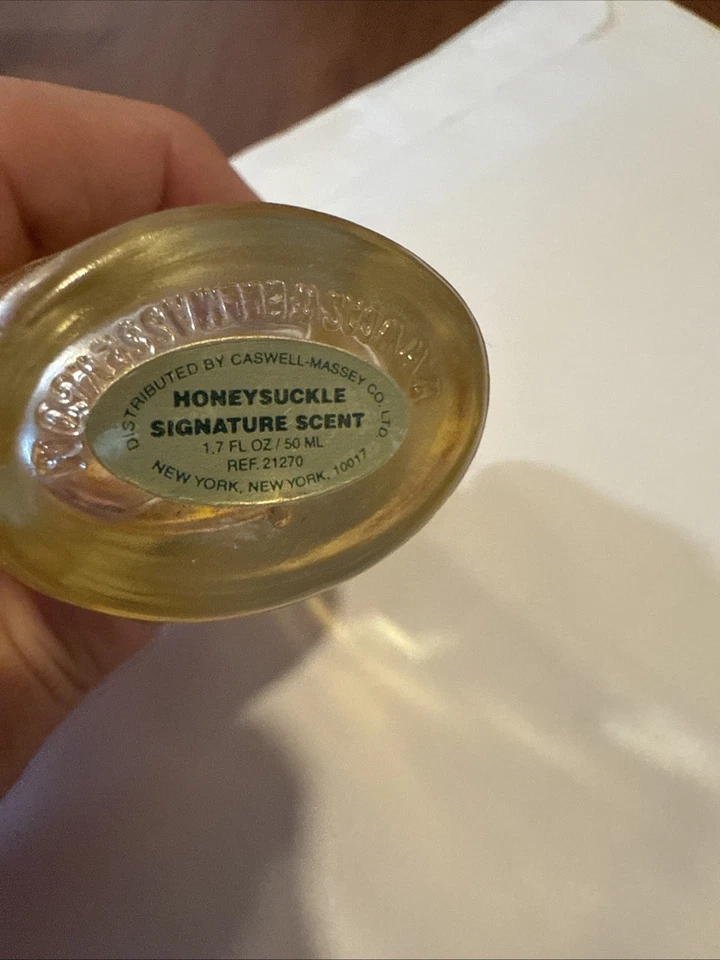 DISTRIBUTED BY CASWELL-MASSEY CO. LTD.
HONEYSUCKLE
SIGNATURE SCENT
1.7 FL OZ / 50 ML
REF. 21270
NEW YORK, NEW YORK, 10017